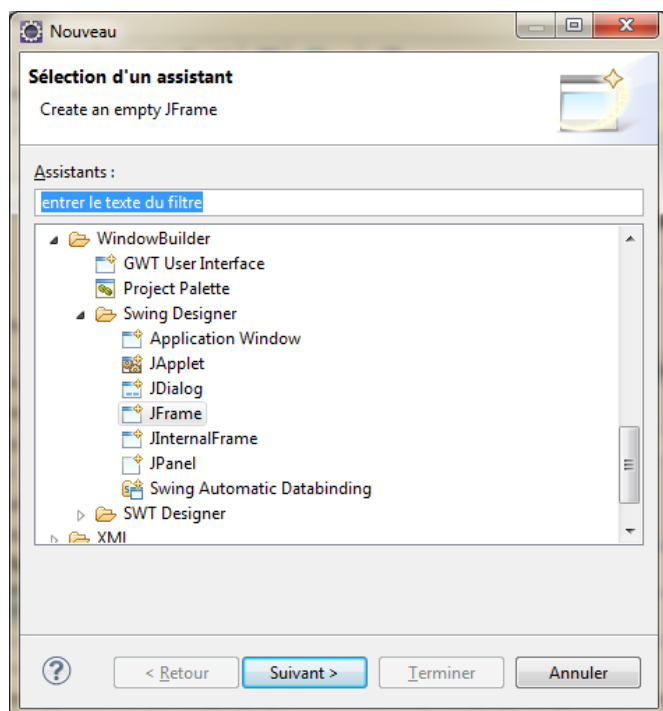 Nouveau
Sélection d'un assistant
Create an empty JFrame
Assistants :
entrer le texte du filtre
WindowBuilder
GWT User Interface
Project Palette
Swing Designer
Application Window
JApplet
JDialog
JFrame
JInternalFrame
JPanel
Swing Automatic Databinding
SWT Designer
XML
?
< Retour
Suivant >
Terminer
Annuler